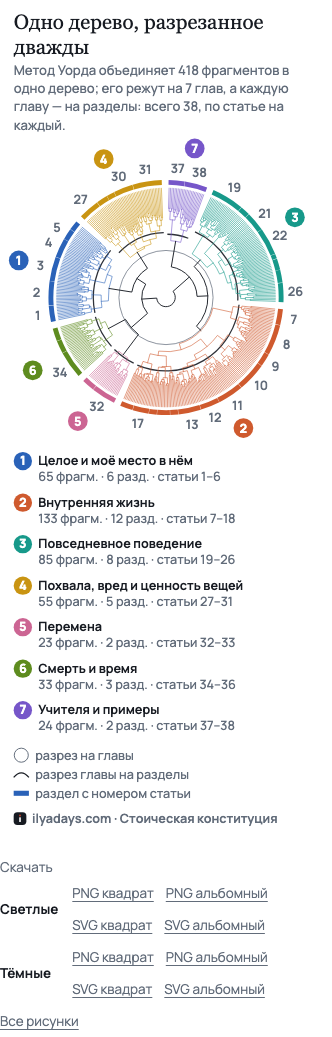 Одно дерево, разрезанное
дважды
Метод Уорда объединяет 418 фрагментов в
одно дерево; его режут на 7 глав, а каждую
главу — на разделы: всего 38, по статье на
каждый.
7
4
31
37
38
30
19
27
21
3
5
22
4
1
3
2
26
1
7
8
6
34
9
10
32
11
5
17
13
12
2
1 Целое и моё место в нём
65 фрагм. · 6 разд. · статьи 1–6
2 Внутренняя жизнь
133 фрагм. · 12 разд. · статьи 7–18
3 Повседневное поведение
85 фрагм. · 8 разд. · статьи 19–26
4 Похвала, вред и ценность вещей
55 фрагм. · 5 разд. · статьи 27–31
5 Перемена
23 фрагм. · 2 разд. · статьи 32–33
6 Смерть и время
33 фрагм. · 3 разд. · статьи 34–36
7 Учителя и примеры
24 фрагм. · 2 разд. · статьи 37–38
разрез на главы
разрез главы на разделы
раздел с номером статьи
i ilyadays.com · Стоическая конституция
Скачать
Светлые
PNG квадрат PNG альбомный
SVG квадрат SVG альбомный
Тёмные
PNG квадрат PNG альбомный
SVG квадрат SVG альбомный
Все рисунки